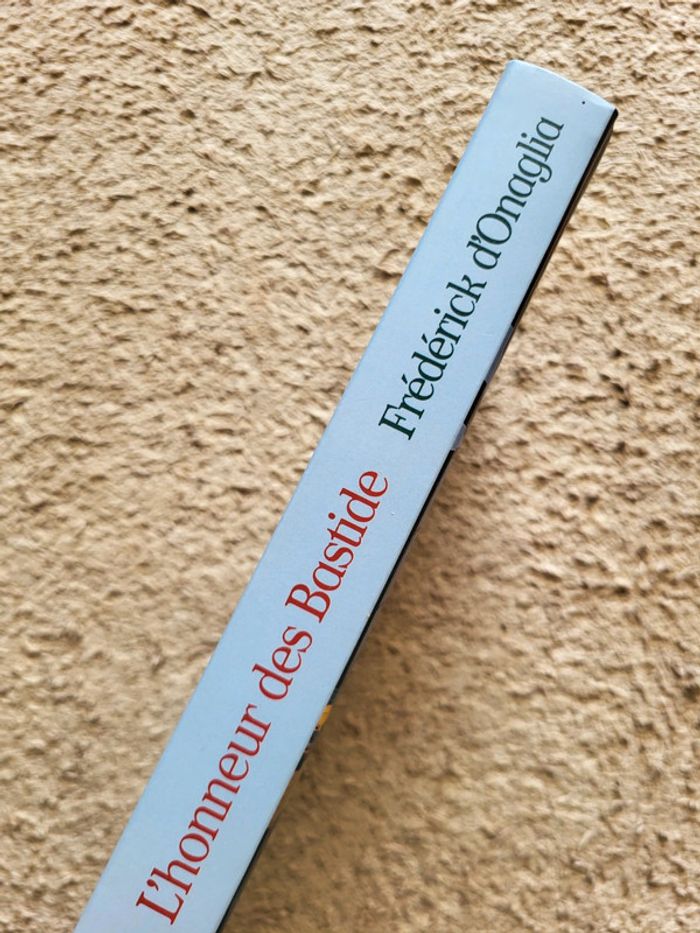 L'honneur des Bastide
Frédérick d'Onaglia